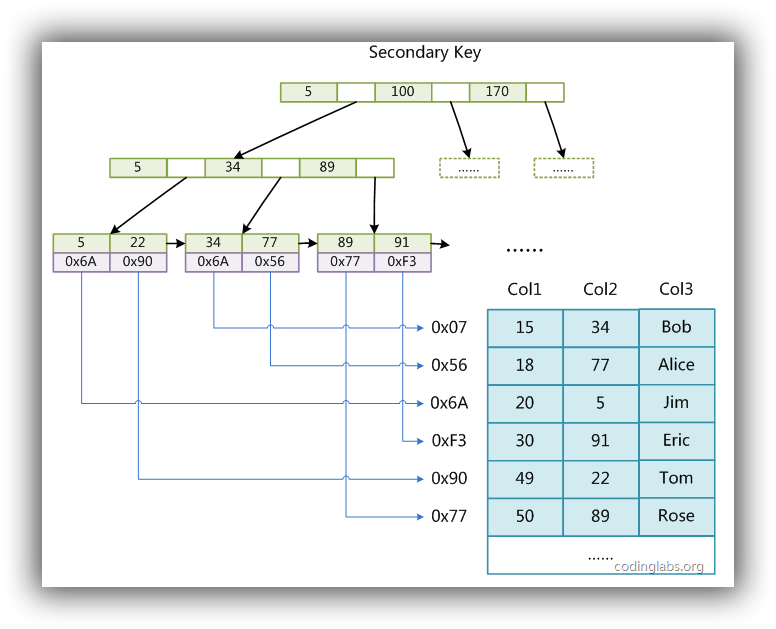 Secondary Key
5 100 170
5 34 89
...... ......
5 22 34 77 89 91
0x6A 0x90 0x6A 0x56 0x77 0xF3
......
Col1 Col2 Col3
0x07 15 34 Bob
0x56 18 77 Alice
0x6A 20 5 Jim
0xF3 30 91 Eric
0x90 49 22 Tom
0x77 50 89 Rose
......
codinglabs.org